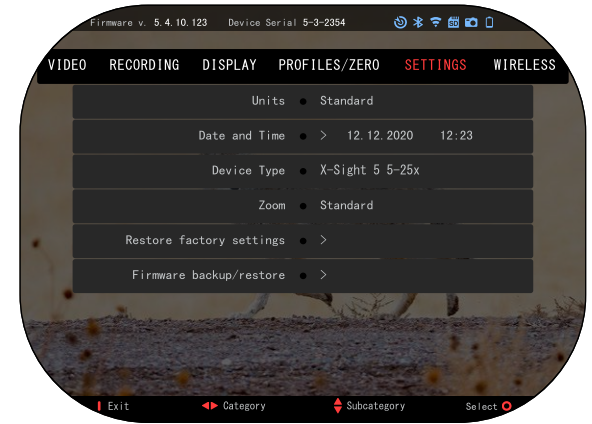 Firmware v. 5.4.10.123 Device Serial 5-3-2354
VIDEO RECORDING DISPLAY PROFILES/ZERO SETTINGS WIRELESS
Units Standard
Date and Time > 12.12.2020 12:23
Device Type X-Sight 5 5-25x
Zoom Standard
Restore factory settings >
Firmware backup/restore >
Exit Category Subcategory Select